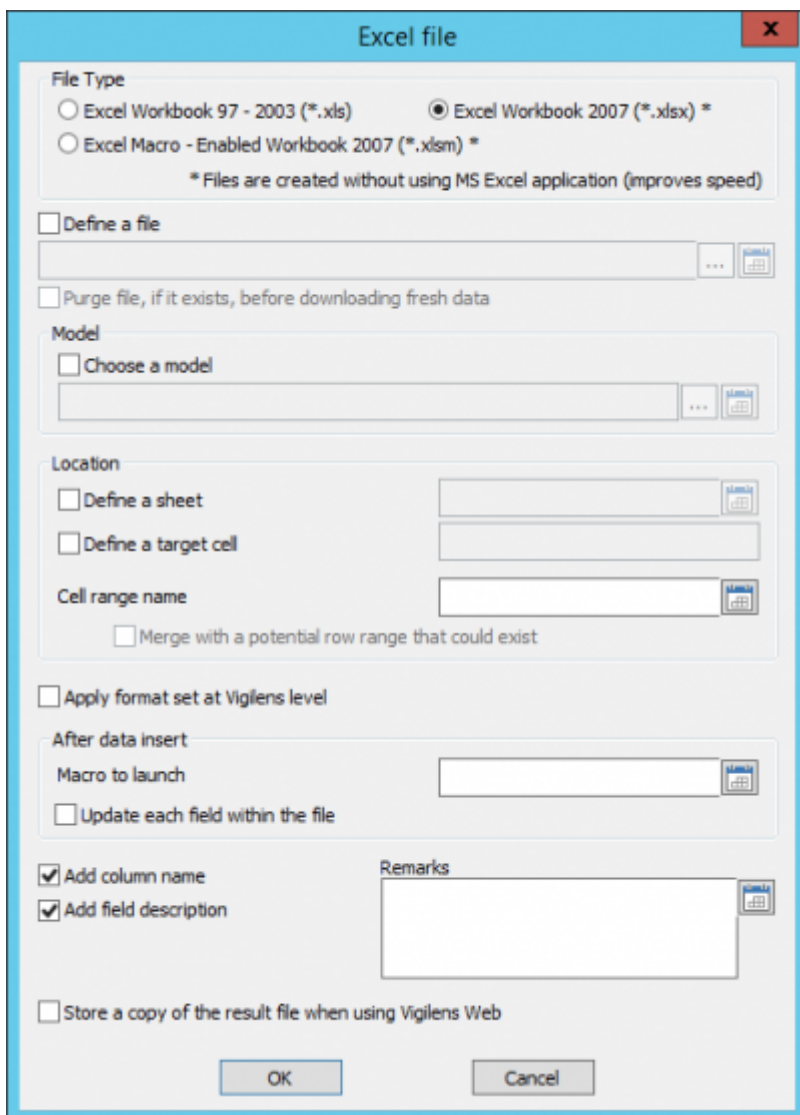 Excel file
x
File Type
Excel Workbook 97 - 2003 (*.xls) Excel Workbook 2007 (*.xlsx) *
Excel Macro - Enabled Workbook 2007 (*.xlsm) *
* Files are created without using MS Excel application (improves speed)
Define a file
...
Purge file, if it exists, before downloading fresh data
Model
Choose a model
...
Location
Define a sheet
Define a target cell
Cell range name
Merge with a potential row range that could exist
Apply format set at Vigilens level
After data insert
Macro to launch
Update each field within the file
Add column name
Remarks
Add field description
Store a copy of the result file when using Vigilens Web
OK Cancel